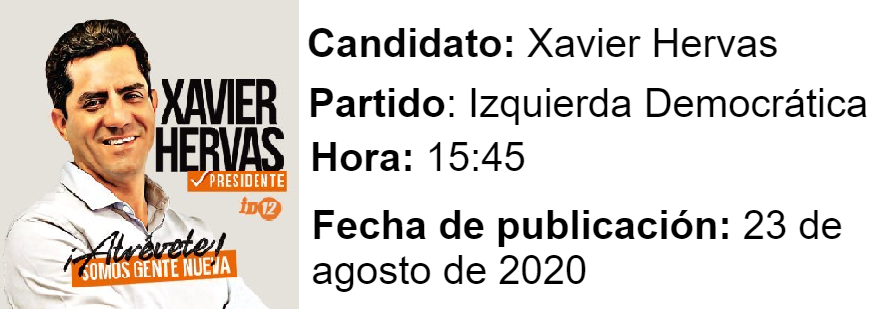 XAVIER
HERVAS
PRESIDENTE
ID12
¡Atrévete!
SOMOS GENTE NUEVA
Candidato: Xavier Hervas
Partido: Izquierda Democrática
Hora: 15:45
Fecha de publicación: 23 de
agosto de 2020